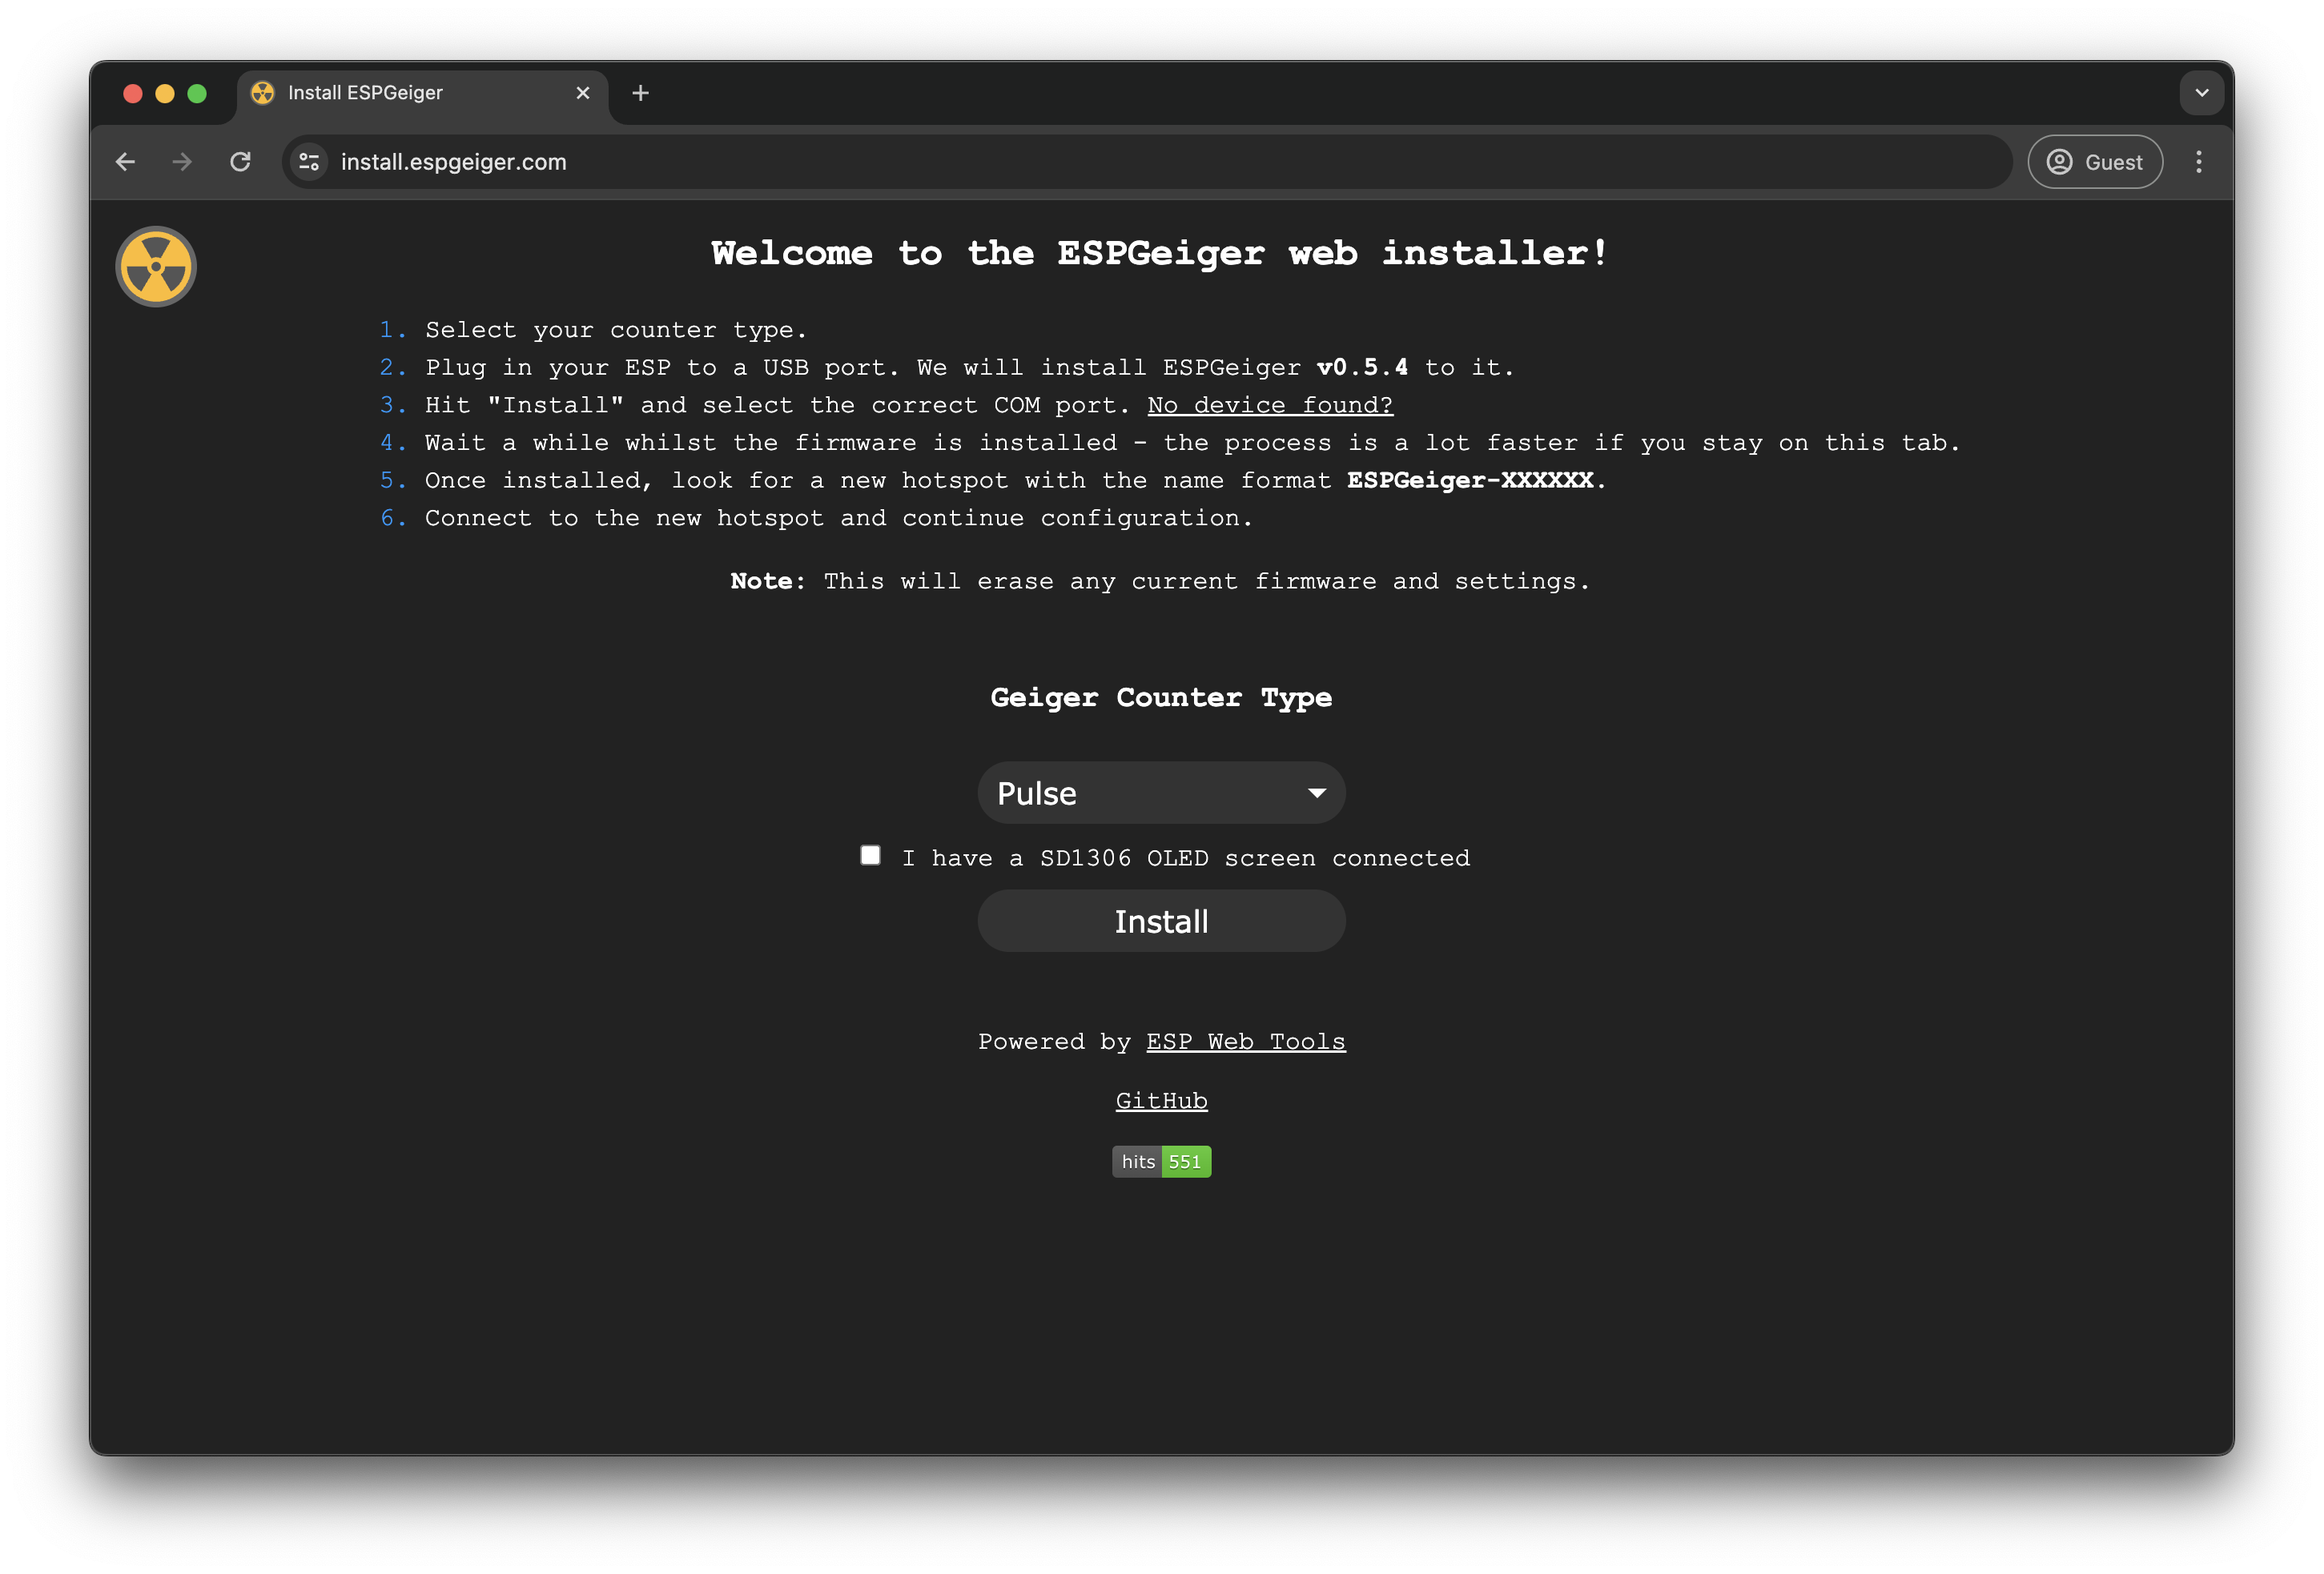 Install ESPGeiger
install.espgeiger.com
Guest
Welcome to the ESPGeiger web installer!
1. Select your counter type.
2. Plug in your ESP to a USB port. We will install ESPGeiger v0.5.4 to it.
3. Hit "Install" and select the correct COM port. No device found?
4. Wait a while whilst the firmware is installed - the process is a lot faster if you stay on this tab.
5. Once installed, look for a new hotspot with the name format ESPGeiger-XXXXXX.
6. Connect to the new hotspot and continue configuration.
Note: This will erase any current firmware and settings.
Geiger Counter Type
Pulse
I have a SD1306 OLED screen connected
Install
Powered by ESP Web Tools
GitHub
hits 551